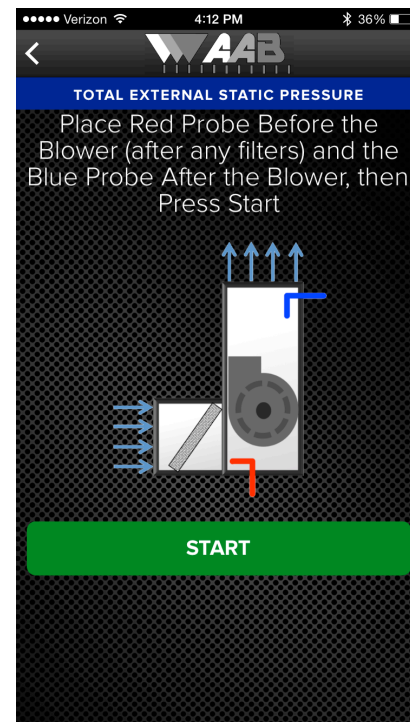 Verizon 4:12 PM 36%
AAB
TOTAL EXTERNAL STATIC PRESSURE
Place Red Probe Before the
Blower (after any filters) and the
Blue Probe After the Blower, then
Press Start
START